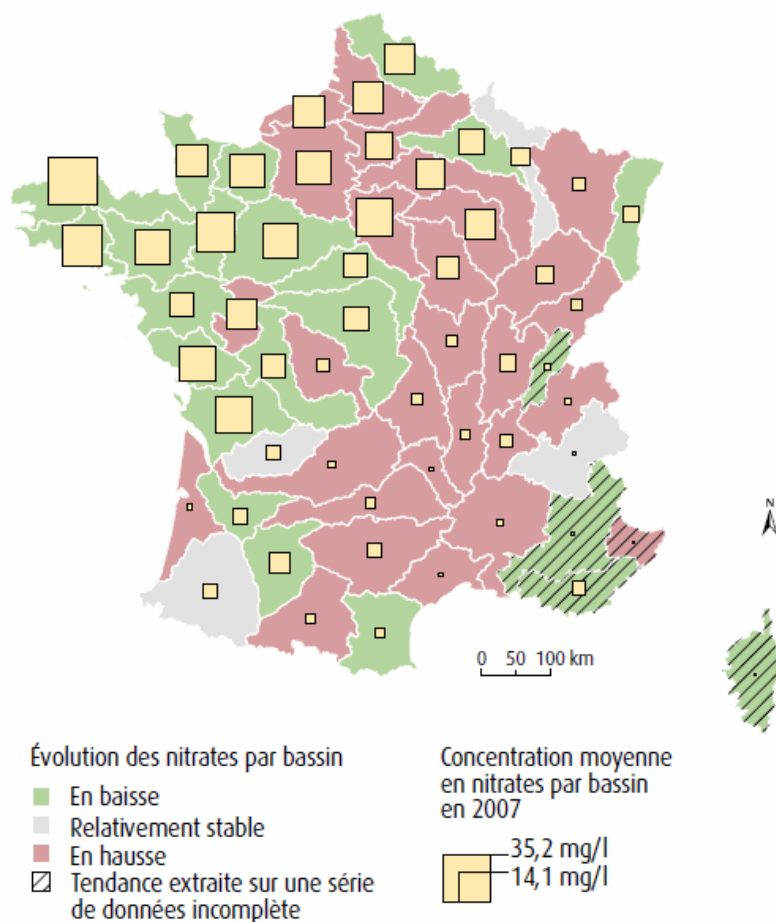 N
0 50 100 km
Évolution des nitrates par bassin
En baisse
Relativement stable
En hausse
Tendance extraite sur une série
de données incomplète
Concentration moyenne
en nitrates par bassin
en 2007
35,2 mg/l
14,1 mg/l